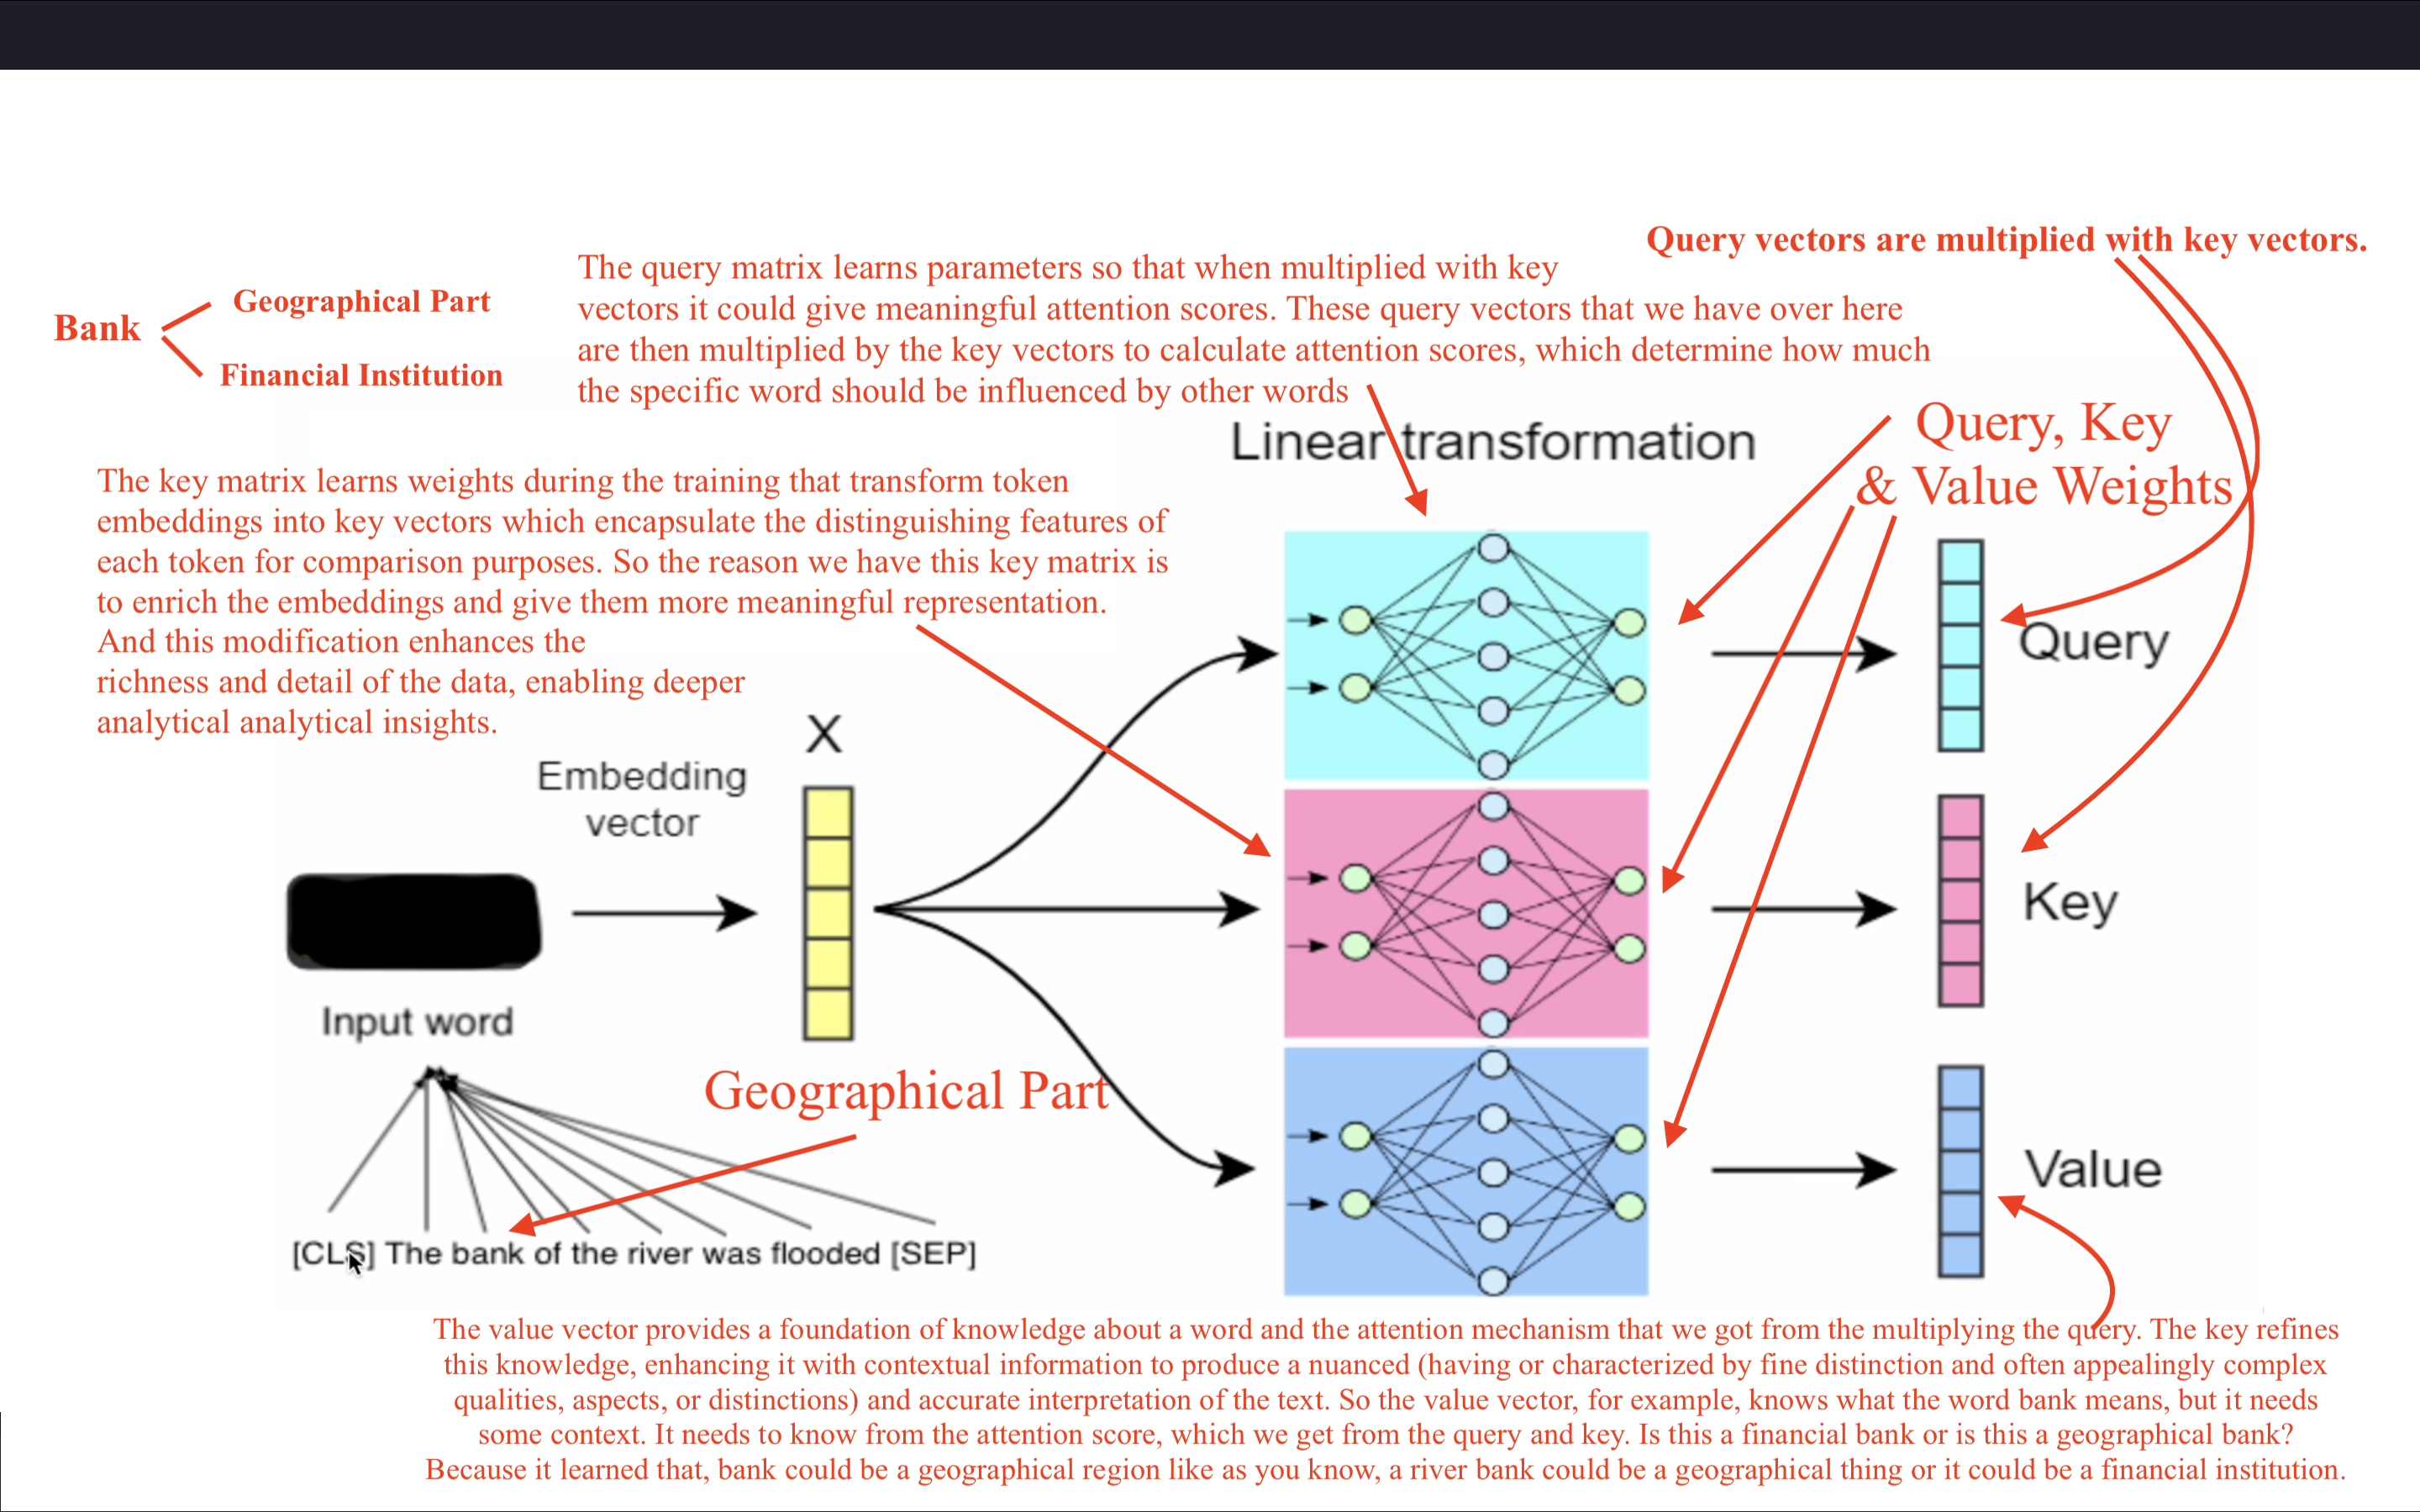 Query vectors are multiplied with key vectors.
Bank
Geographical Part
Financial Institution
The query matrix learns parameters so that when multiplied with key
vectors it could give meaningful attention scores. These query vectors that we have over here
are then multiplied by the key vectors to calculate attention scores, which determine how much
the specific word should be influenced by other words
Linear transformation
Query, Key
& Value Weights
The key matrix learns weights during the training that transform token
embeddings into key vectors which encapsulate the distinguishing features of
each token for comparison purposes. So the reason we have this key matrix is
to enrich the embeddings and give them more meaningful representation.
And this modification enhances the
richness and detail of the data, enabling deeper
analytical analytical insights.
X
Embedding
vector
Input word
Query
Key
Value
Geographical Part
[CLS] The bank of the river was flooded [SEP]
The value vector provides a foundation of knowledge about a word and the attention mechanism that we got from the multiplying the query. The key refines
this knowledge, enhancing it with contextual information to produce a nuanced (having or characterized by fine distinction and often appealingly complex
qualities, aspects, or distinctions) and accurate interpretation of the text. So the value vector, for example, knows what the word bank means, but it needs
some context. It needs to know from the attention score, which we get from the query and key. Is this a financial bank or is this a geographical bank?
Because it learned that, bank could be a geographical region like as you know, a river bank could be a geographical thing or it could be a financial institution.